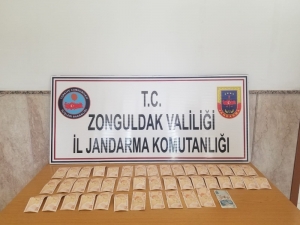 T.C.
ZONGULDAK VALİLİĞİ
İL JANDARMA KOMUTANLIĞI